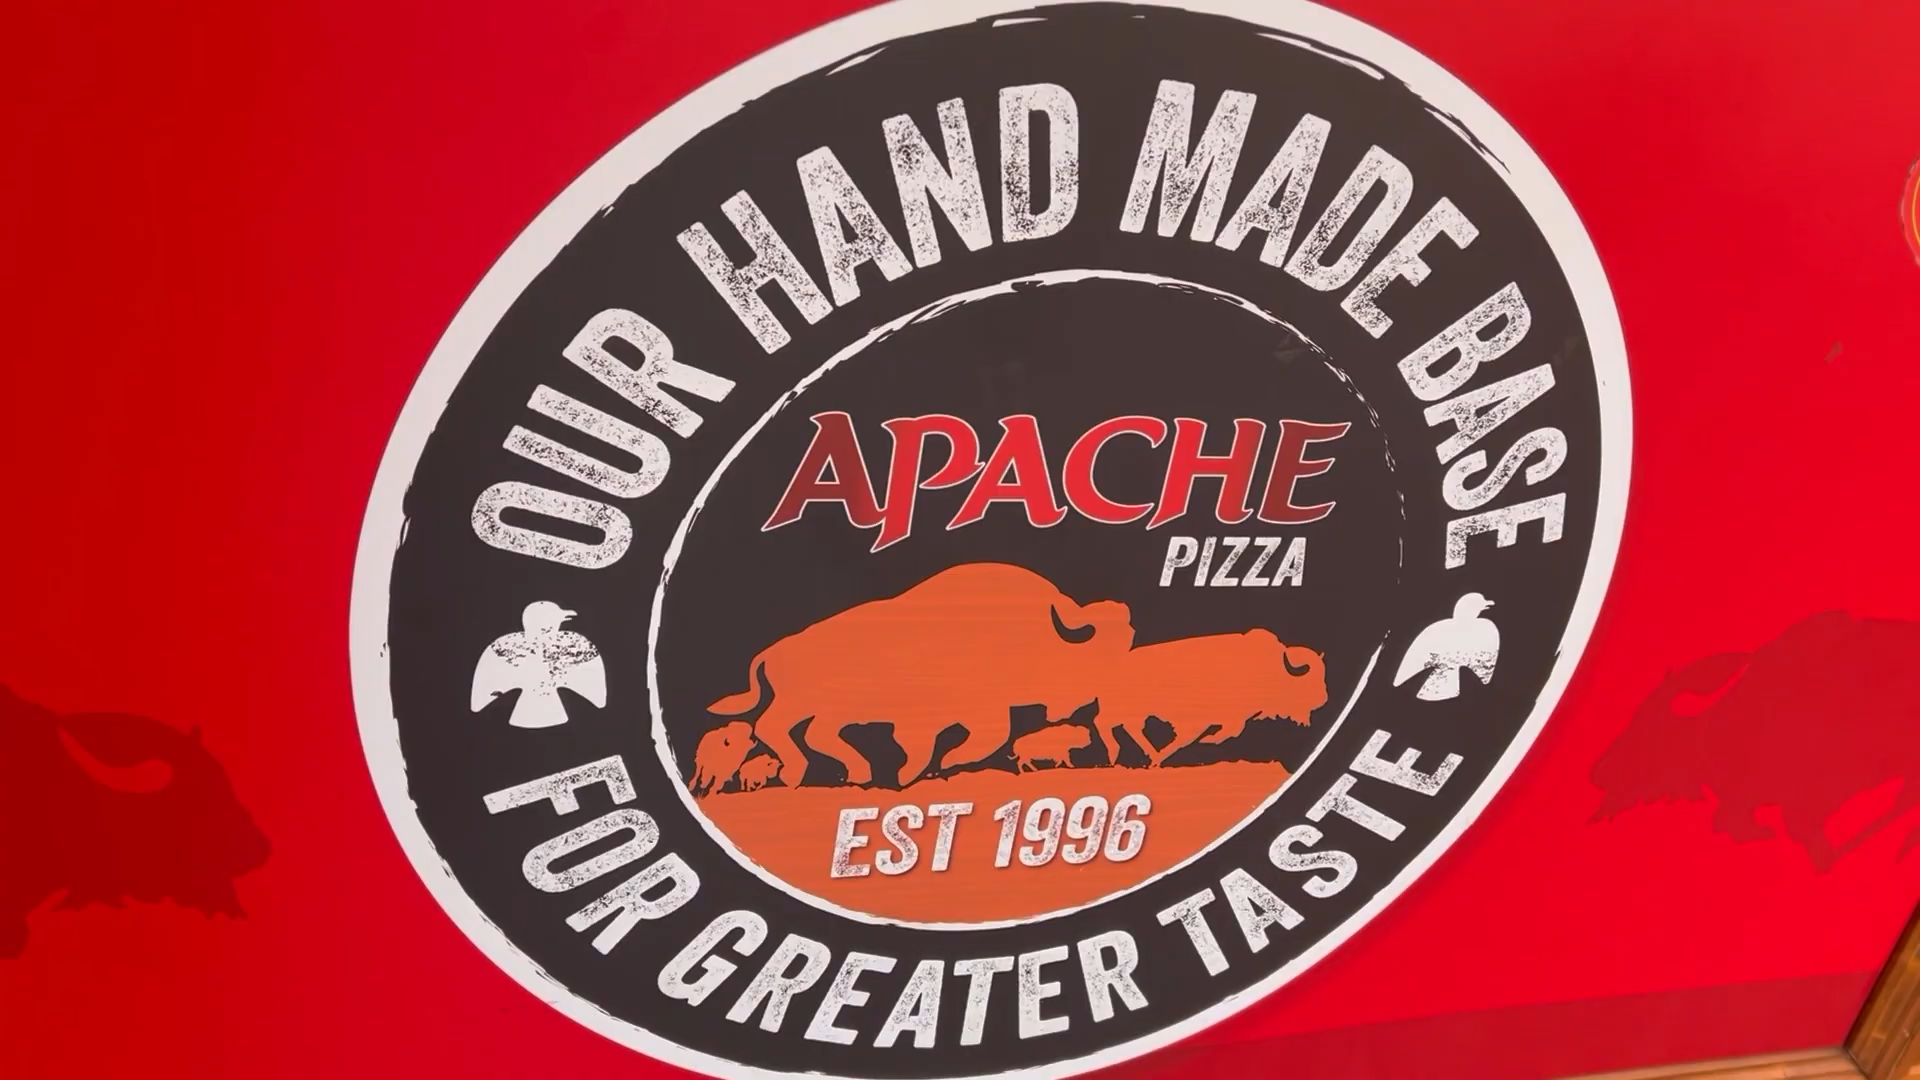 OUR HAND MADE BASE
APACHE
PIZZA
EST 1996
FOR GREATER TASTE